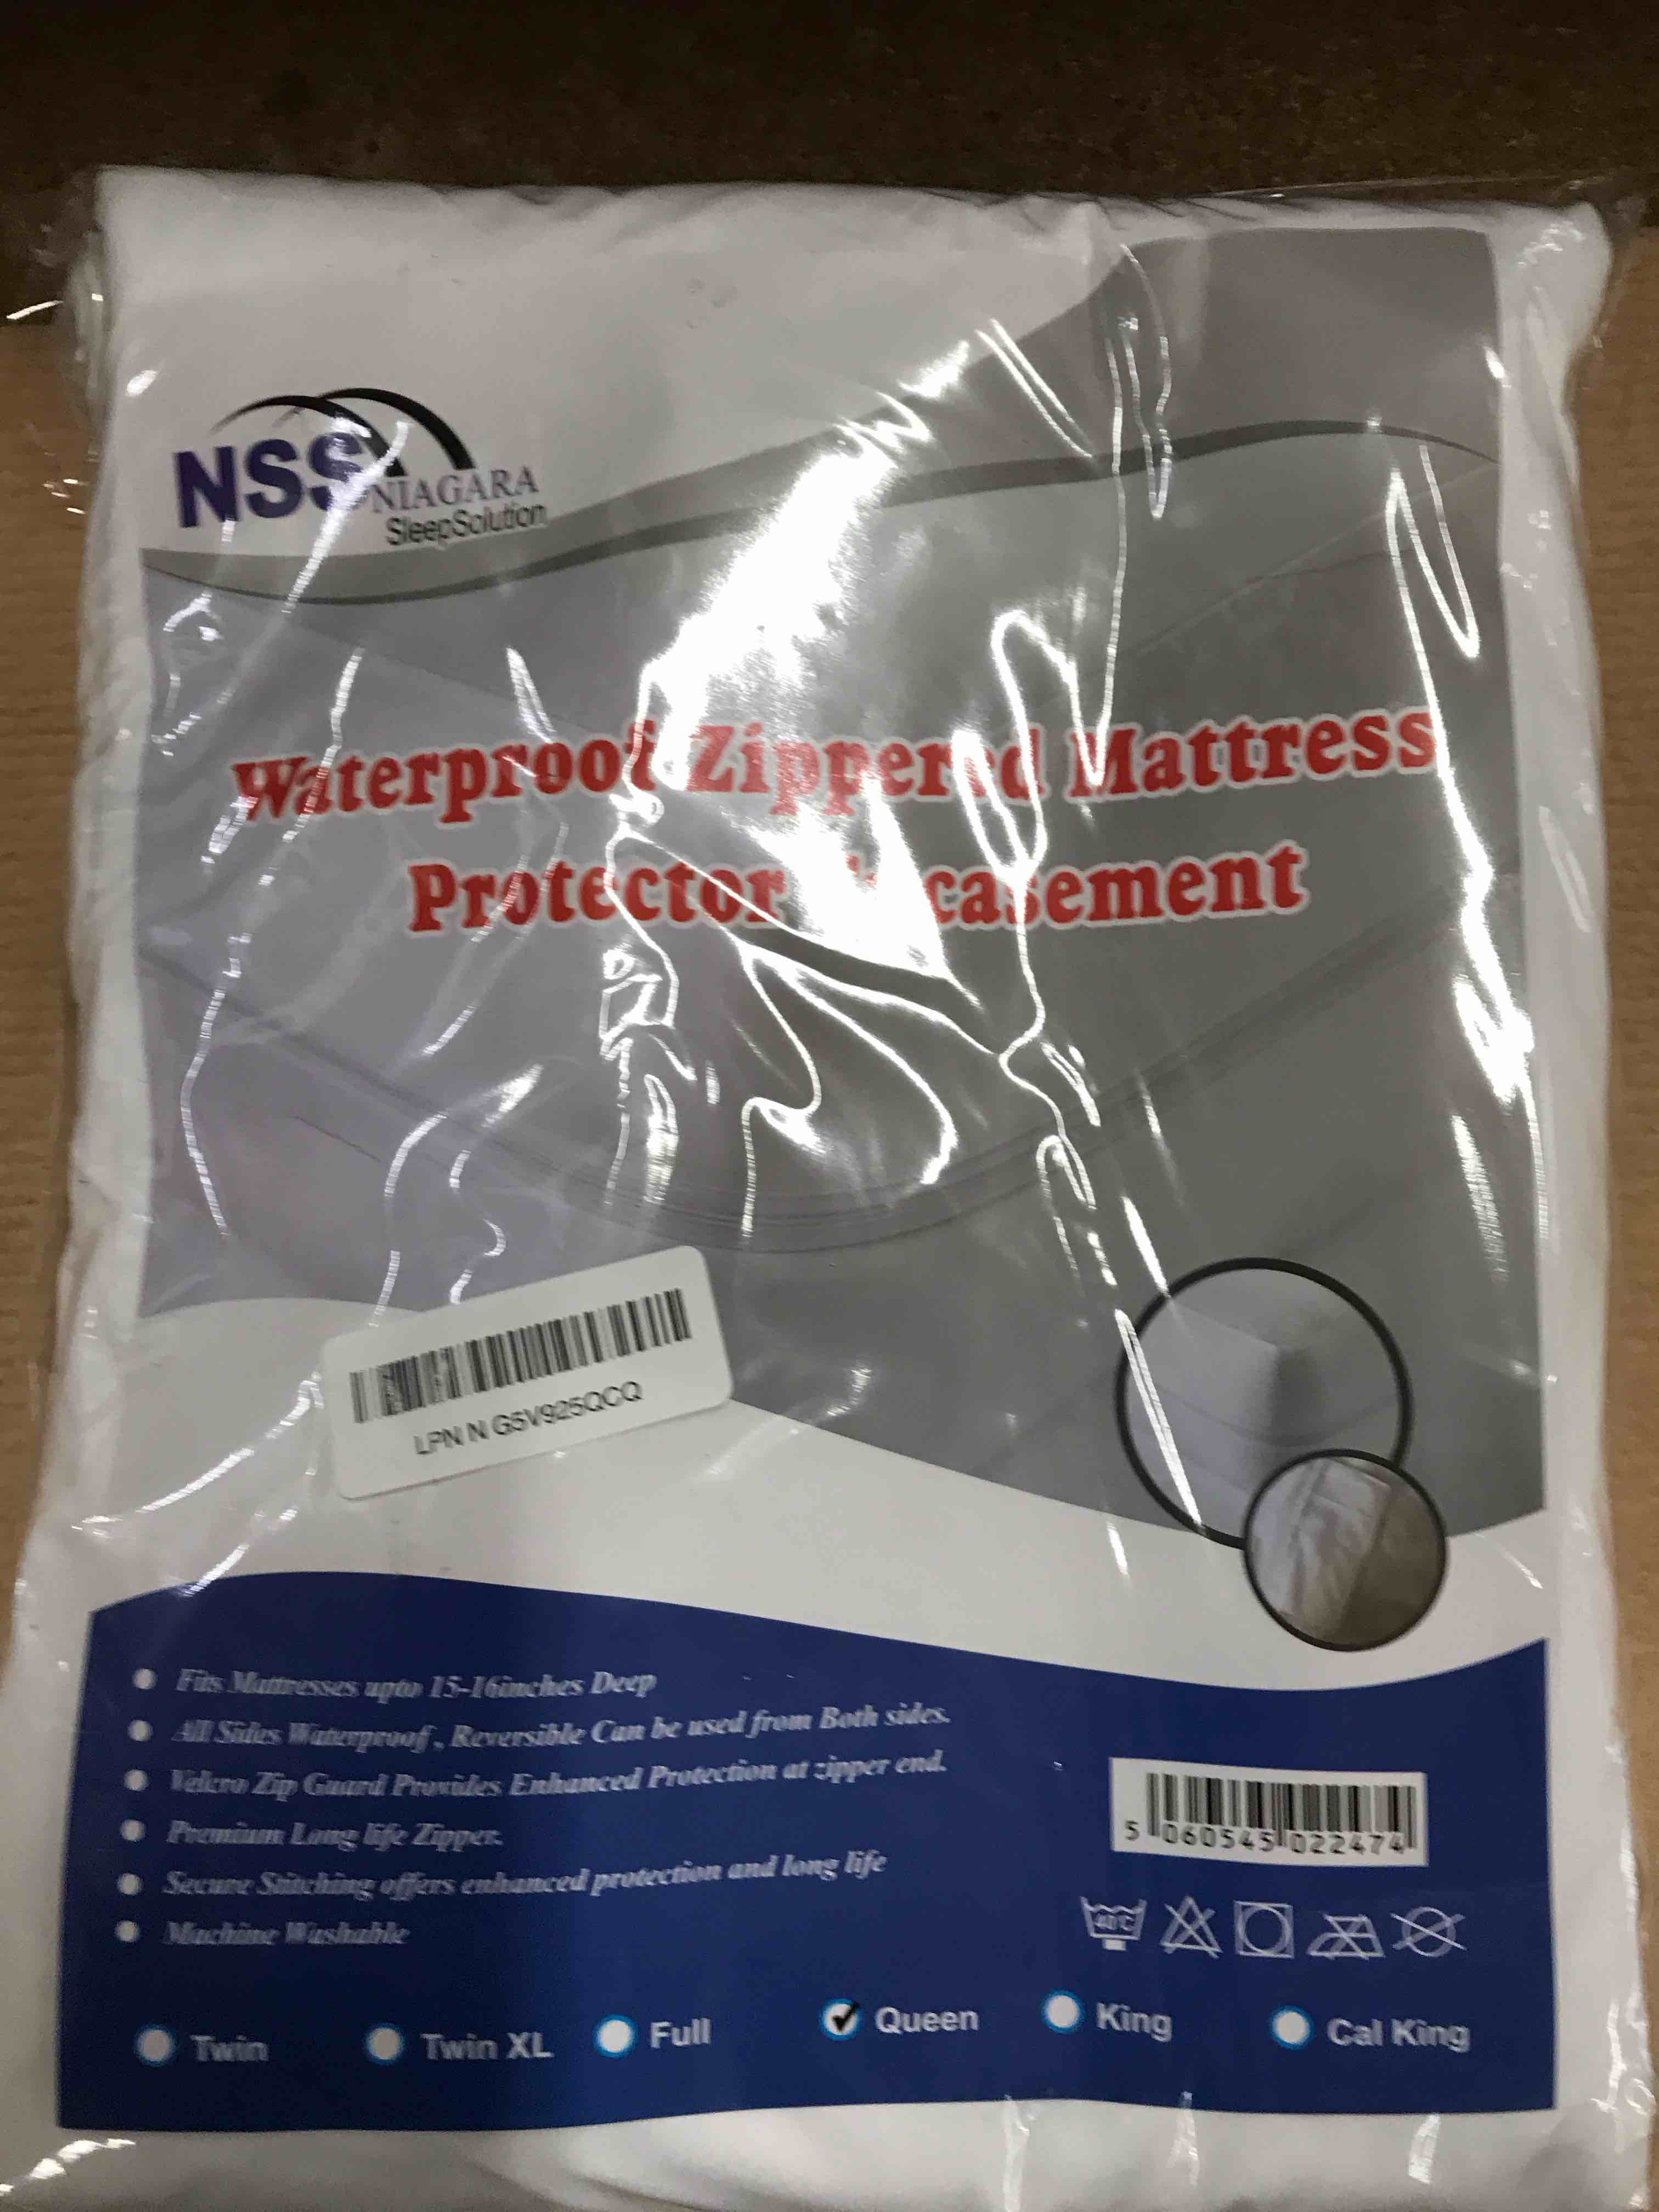 NSS NIAGARA
SleepSolution
Waterproof Zippered Mattress
Protector Encasement
LPN N G5V925QCQ
Fits Mattresses upto 15-16inches Deep
All Sides Waterproof, Reversible Can be used from Both sides.
Velcro Zip Guard Provides Enhanced Protection at zipper end.
Premium Long life Zipper.
Secure Stitching offers enhanced protection and long life
Machine Washable
5 060545 022474
40°C
Twin Twin XL Full Queen King Cal King